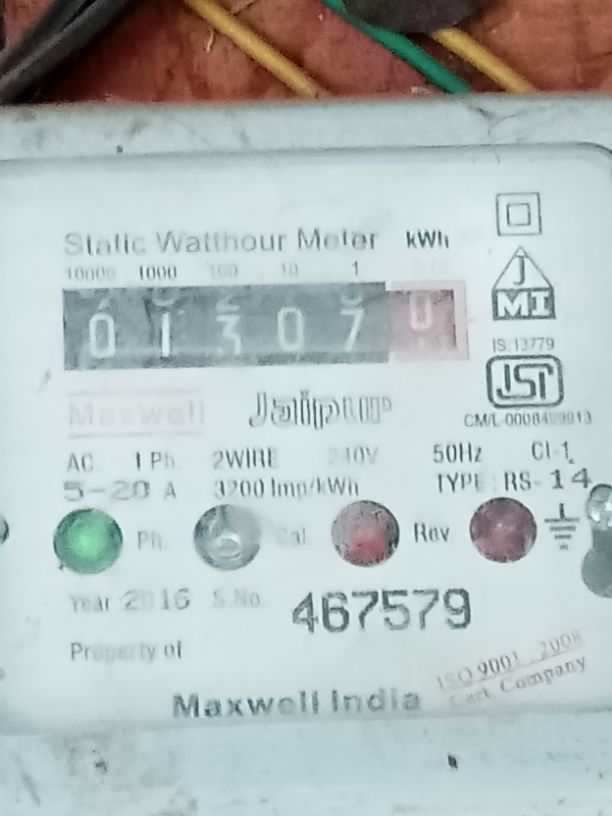 Static Watthour Meter kWh
10000 1000 100 10 1
0 1 3 0 7 0
J
MI
IS:13779
ISI
CM/L-
Maxwell Jaipur
AC. 1 Ph. 2WIRE 240V 50Hz Cl-1.
5-20 A 3200 Imp/kWh TYPE : RS-14
Ph. Cal. Rev.
Year 2016 S.No. 467579
Property of
ISO 9001 : 2008
Cert. Company
Maxwell India